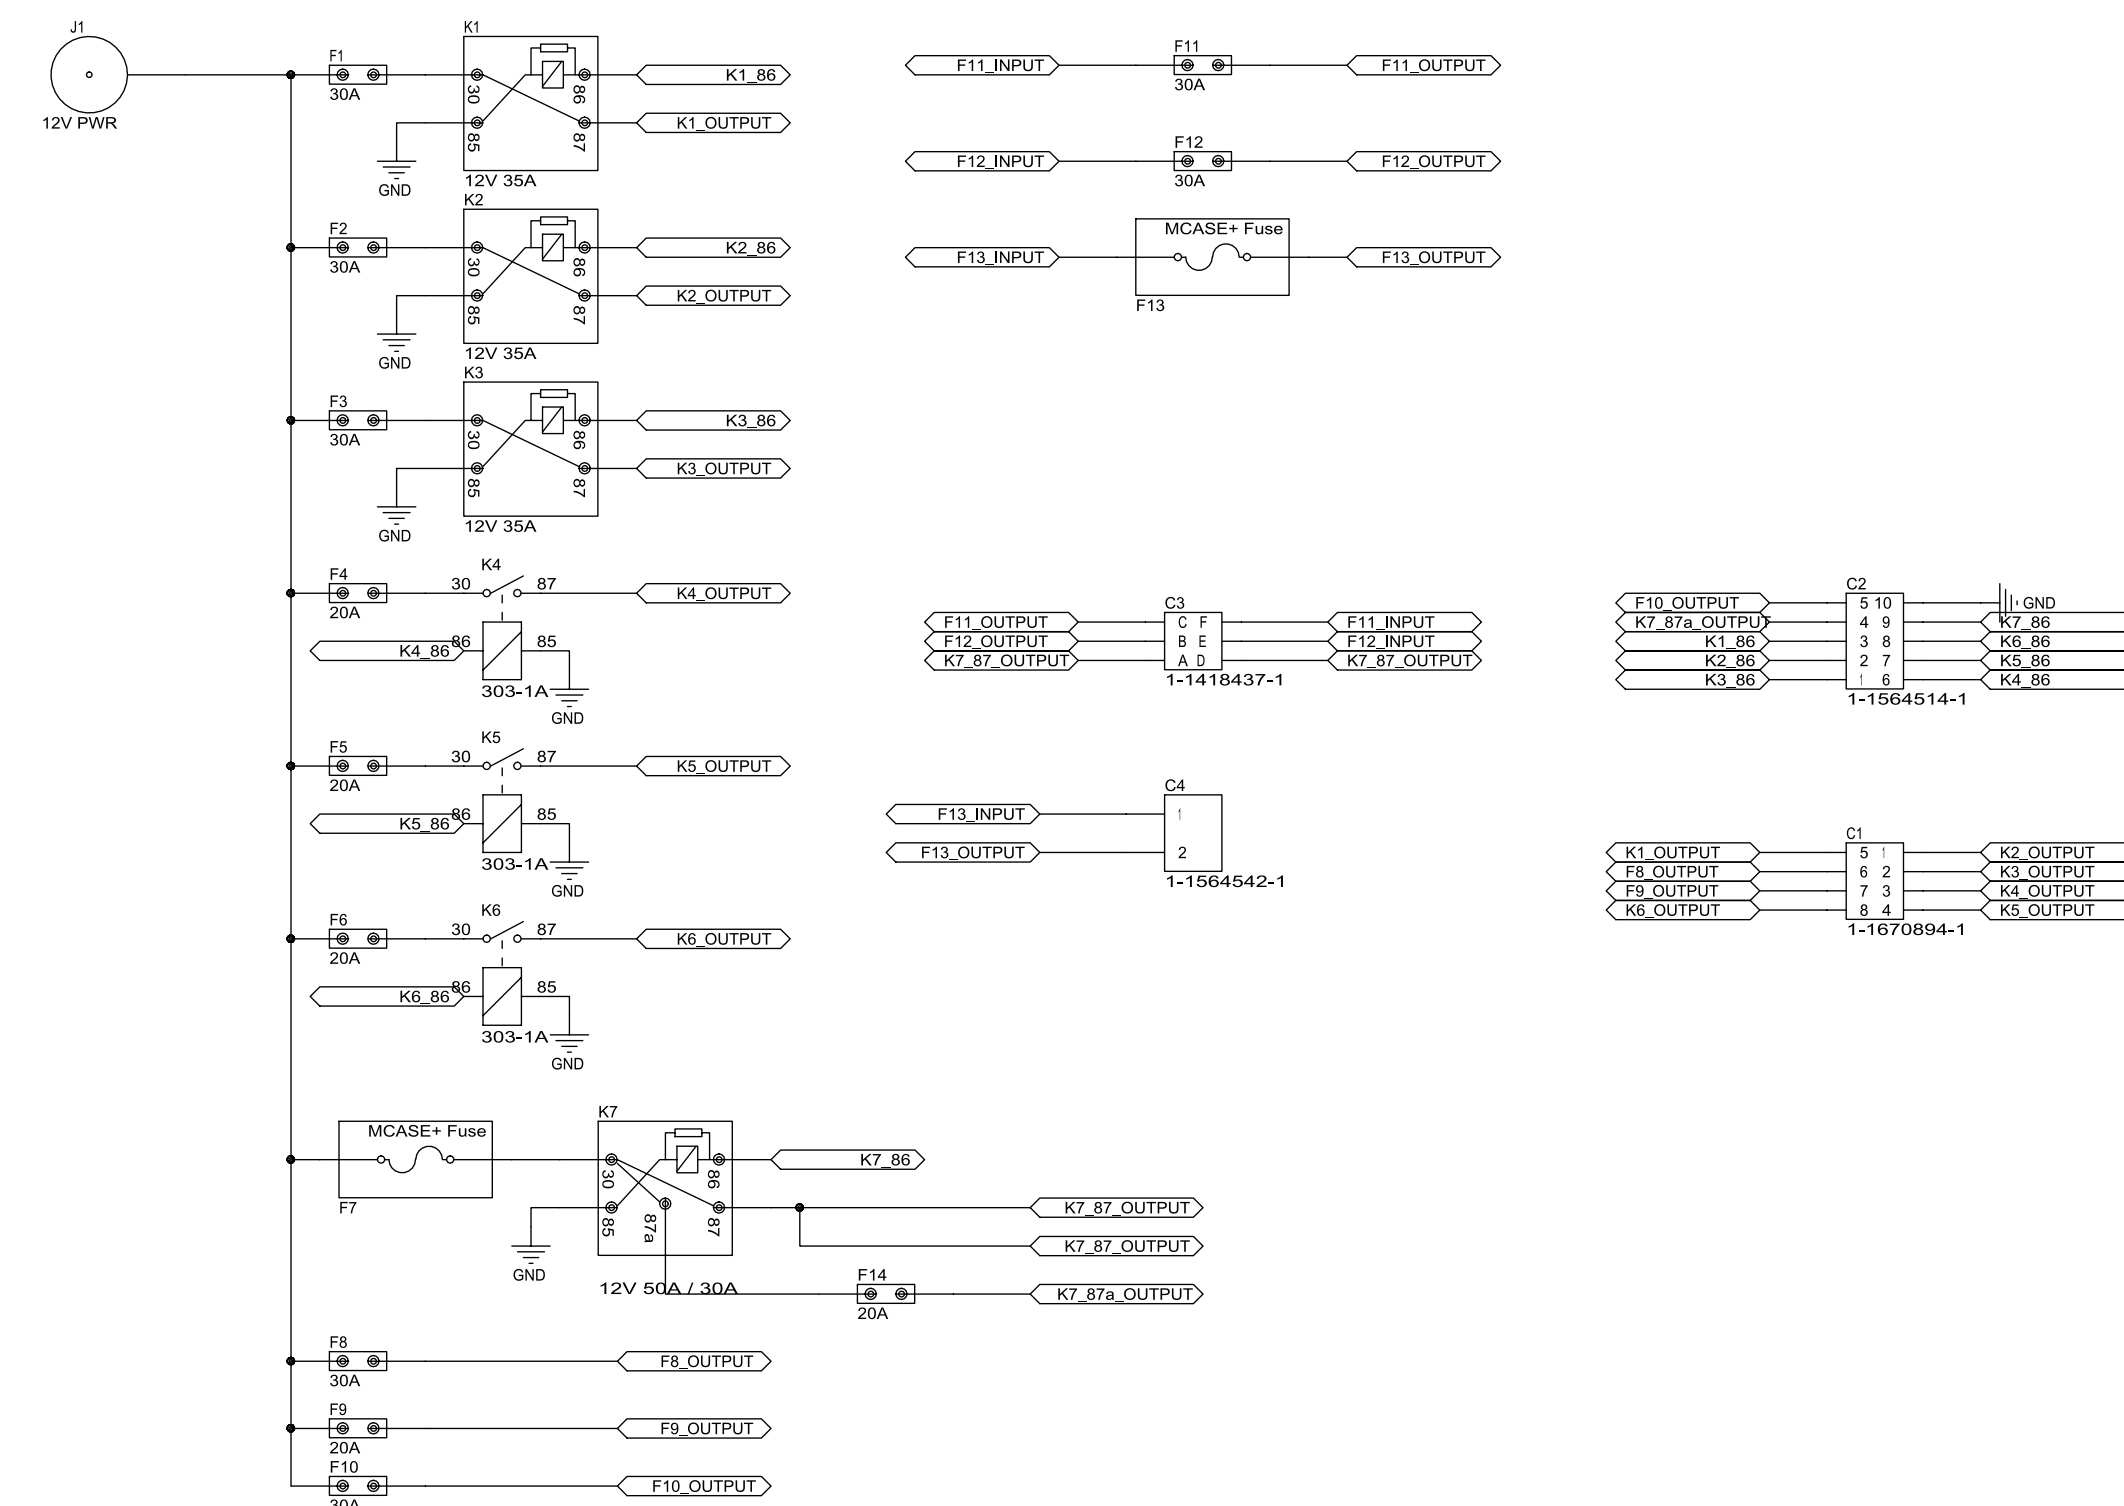 J1
12V PWR
F1
30A
K1
30
86
85
87
K1_86
K1_OUTPUT
GND
12V 35A
F2
30A
K2
30
86
85
87
K2_86
K2_OUTPUT
GND
12V 35A
F3
30A
K3
30
86
85
87
K3_86
K3_OUTPUT
GND
12V 35A
F4
20A
K4
30
87
K4_OUTPUT
K4_86
86
85
303-1A
GND
F5
20A
K5
30
87
K5_OUTPUT
K5_86
86
85
303-1A
GND
F6
20A
K6
30
87
K6_OUTPUT
K6_86
86
85
303-1A
GND
MCASE+ Fuse
F7
K7
30
86
85
87a
87
K7_86
K7_87_OUTPUT
K7_87_OUTPUT
GND
12V 50A / 30A
F14
20A
K7_87a_OUTPUT
F8
30A
F8_OUTPUT
F9
20A
F9_OUTPUT
F10
30A
F10_OUTPUT
F11_INPUT
F11
30A
F11_OUTPUT
F12_INPUT
F12
30A
F12_OUTPUT
F13_INPUT
MCASE+ Fuse
F13
F13_OUTPUT
C3
F11_OUTPUT C F F11_INPUT
F12_OUTPUT B E F12_INPUT
K7_87_OUTPUT A D K7_87_OUTPUT
1-1418437-1
C4
F13_INPUT 1
F13_OUTPUT 2
1-1564542-1
C2
F10_OUTPUT 5 10 GND
K7_87a_OUTPUT 4 9 K7_86
K1_86 3 8 K6_86
K2_86 2 7 K5_86
K3_86 1 6 K4_86
1-1564514-1
C1
K1_OUTPUT 5 1 K2_OUTPUT
F8_OUTPUT 6 2 K3_OUTPUT
F9_OUTPUT 7 3 K4_OUTPUT
K6_OUTPUT 8 4 K5_OUTPUT
1-1670894-1